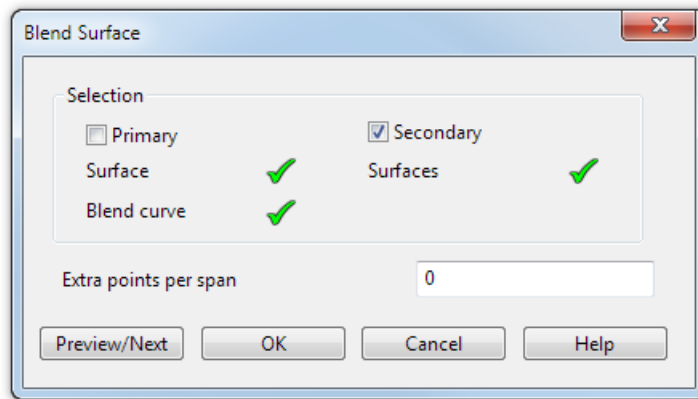 Blend Surface
Selection
Primary
Secondary
Surface
Surfaces
Blend curve
Extra points per span
0
Preview/Next
OK
Cancel
Help